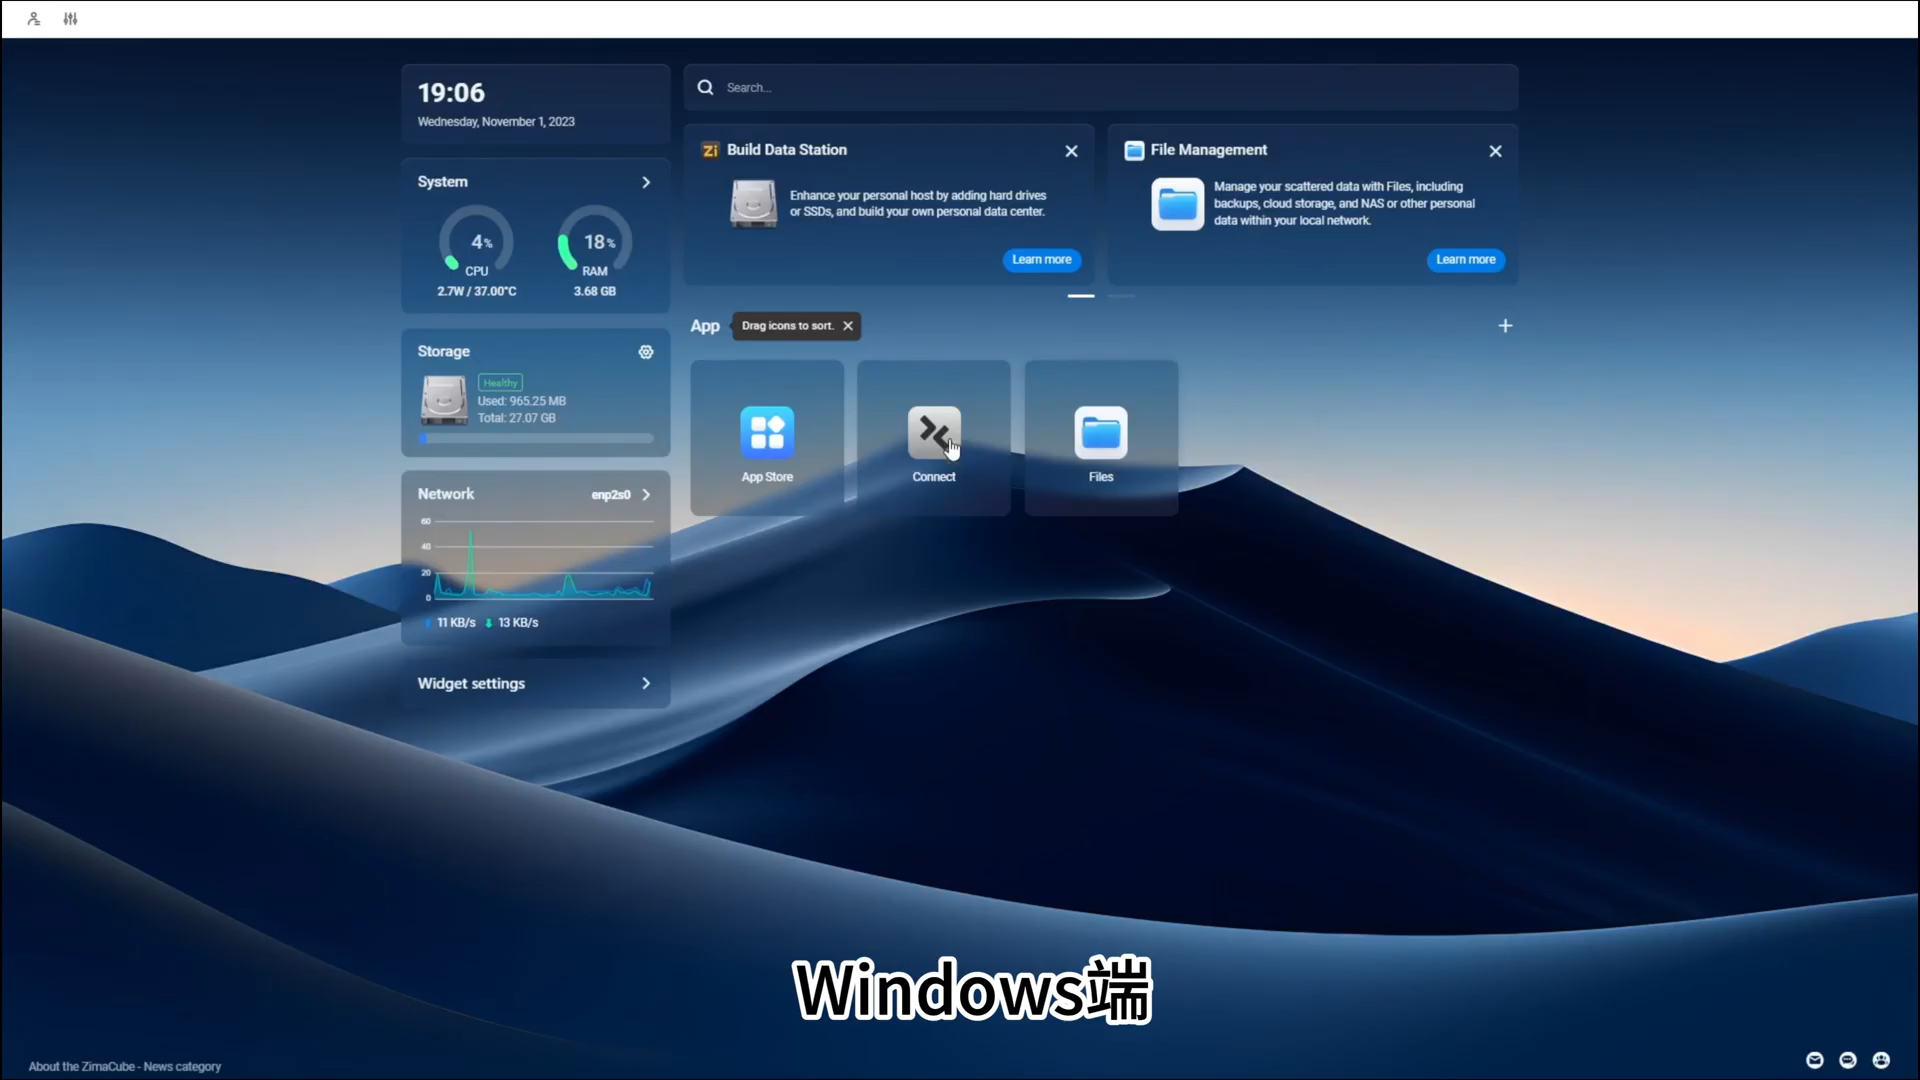 19:06
Wednesday, November 1, 2023
Search...
Zi Build Data Station
Enhance your personal host by adding hard drives
or SSDs, and build your own personal data center.
Learn more
File Management
Manage your scattered data with Files, including
backups, cloud storage, and NAS or other personal
data within your local network.
Learn more
System
4%
CPU
2.7W / 37.00°C
18%
RAM
3.68 GB
Storage
Healthy
Used: 965.25 MB
Total: 27.07 GB
Network
enp2s0
60
40
20
0
11 KB/s 13 KB/s
Widget settings
App
Drag icons to sort.
App Store
Connect
Files
Windows端
About the ZimaCube - News category